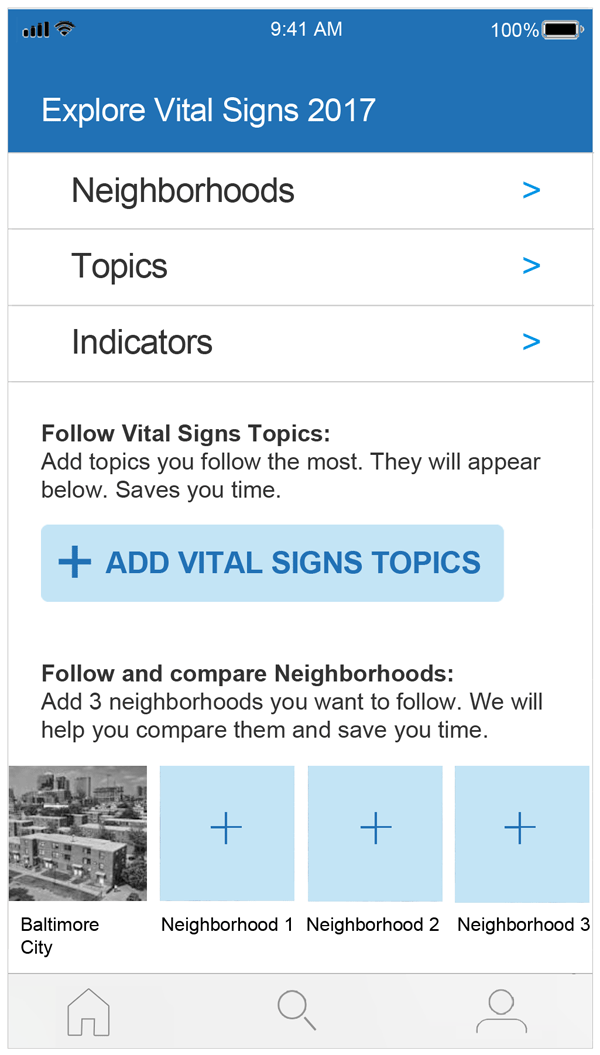 9:41 AM
100%
Explore Vital Signs 2017
Neighborhoods >
Topics >
Indicators >
Follow Vital Signs Topics:
Add topics you follow the most. They will appear
below. Saves you time.
+ ADD VITAL SIGNS TOPICS
Follow and compare Neighborhoods:
Add 3 neighborhoods you want to follow. We will
help you compare them and save you time.
+ + +
Baltimore
City
Neighborhood 1
Neighborhood 2
Neighborhood 3